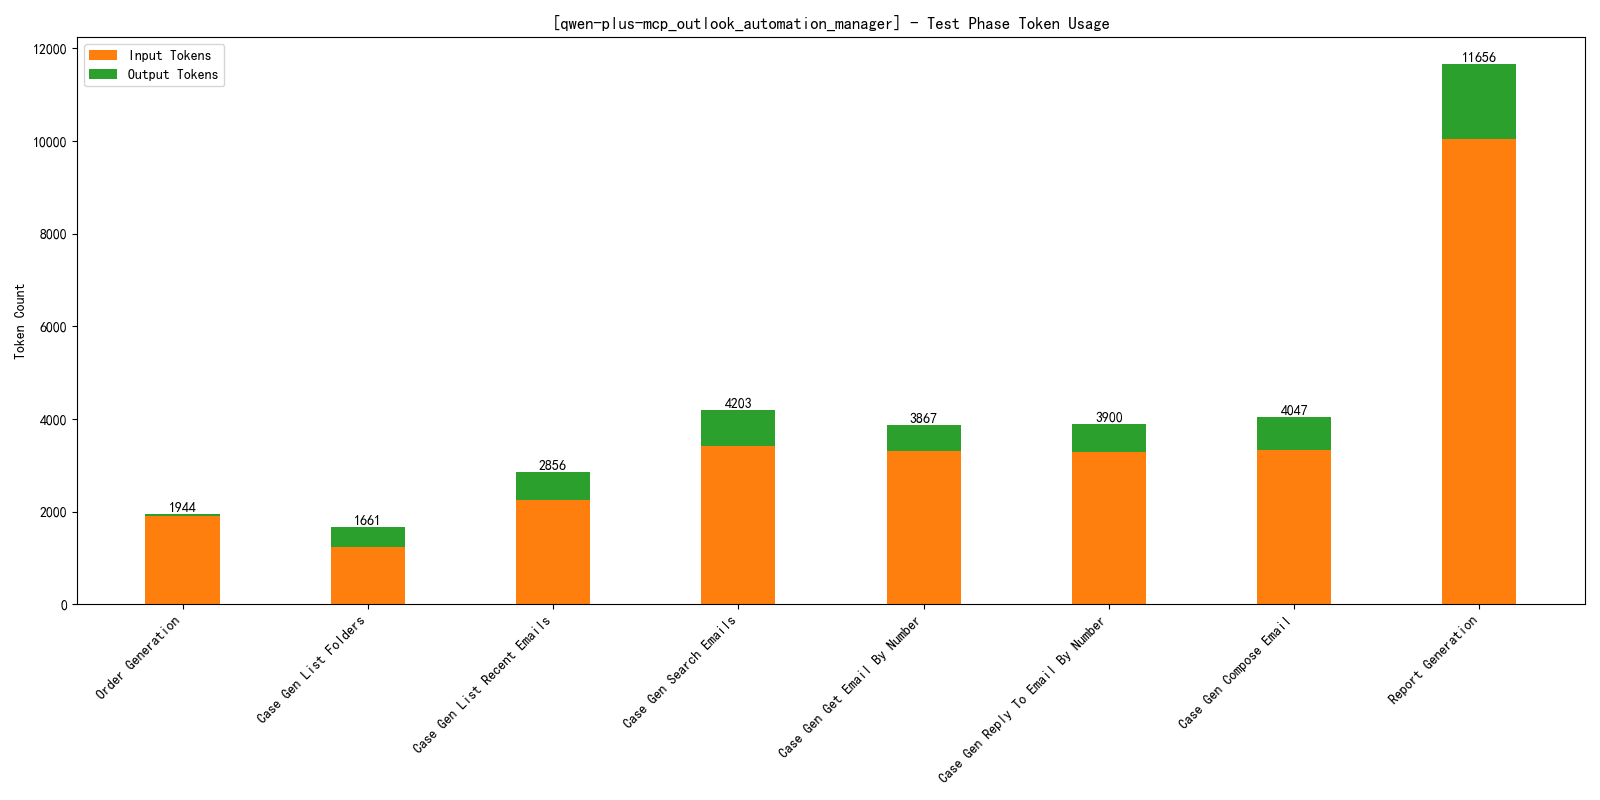 [qwen-plus-mcp_outlook_automation_manager] - Test Phase Token Usage
Input Tokens
Output Tokens
Token Count
12000
10000
8000
6000
4000
2000
0
1944
1661
2856
4203
3867
3900
4047
11656
Order Generation
Case Gen List Folders
Case Gen List Recent Emails
Case Gen Search Emails
Case Gen Get Email By Number
Case Gen Reply To Email By Number
Case Gen Compose Email
Report Generation